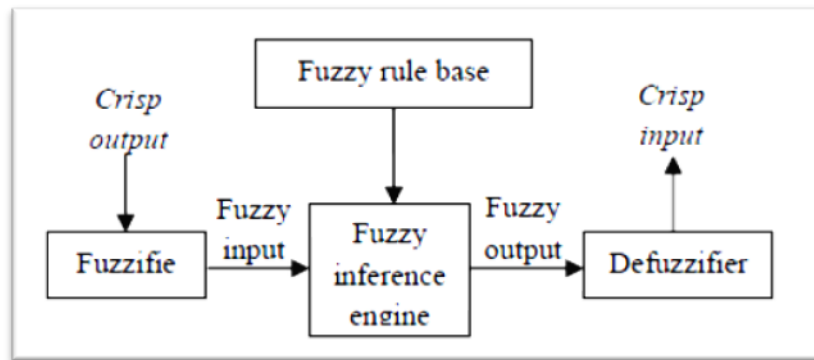 Fuzzy rule base
Crisp
output
Crisp
input
Fuzzifie
Fuzzy
input
Fuzzy
inference
engine
Fuzzy
output
Defuzzifier